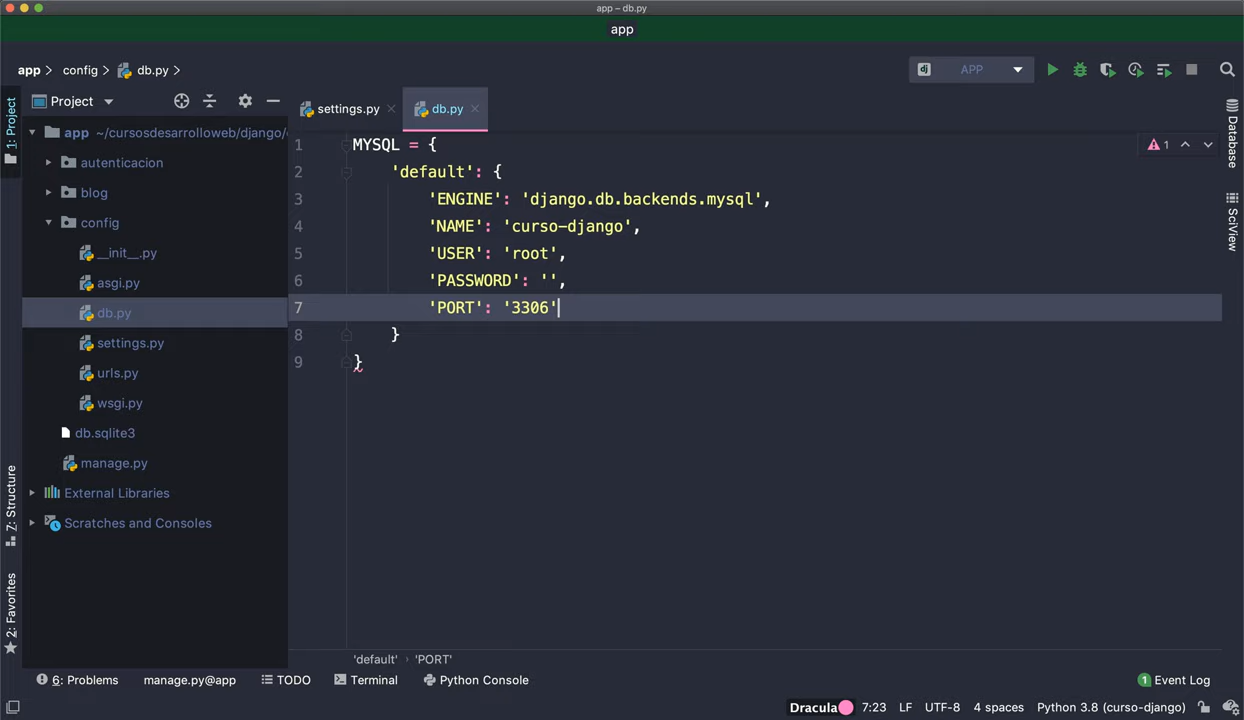 app – db.py
app
app > config > db.py >
APP
1: Project
Project
settings.py
db.py
app ~/cursosdesarrolloweb/django/
autenticacion
blog
config
__init__.py
asgi.py
db.py
settings.py
urls.py
wsgi.py
db.sqlite3
manage.py
External Libraries
Scratches and Consoles
1 MYSQL = {
2 'default': {
3 'ENGINE': 'django.db.backends.mysql',
4 'NAME': 'curso-django',
5 'USER': 'root',
6 'PASSWORD': '',
7 'PORT': '3306'
8 }
9 }
1
Database
SciView
Z: Structure
2: Favorites
'default' › 'PORT'
6: Problems
manage.py@app
TODO
Terminal
Python Console
1 Event Log
Dracula
7:23
LF
UTF-8
4 spaces
Python 3.8 (curso-django)